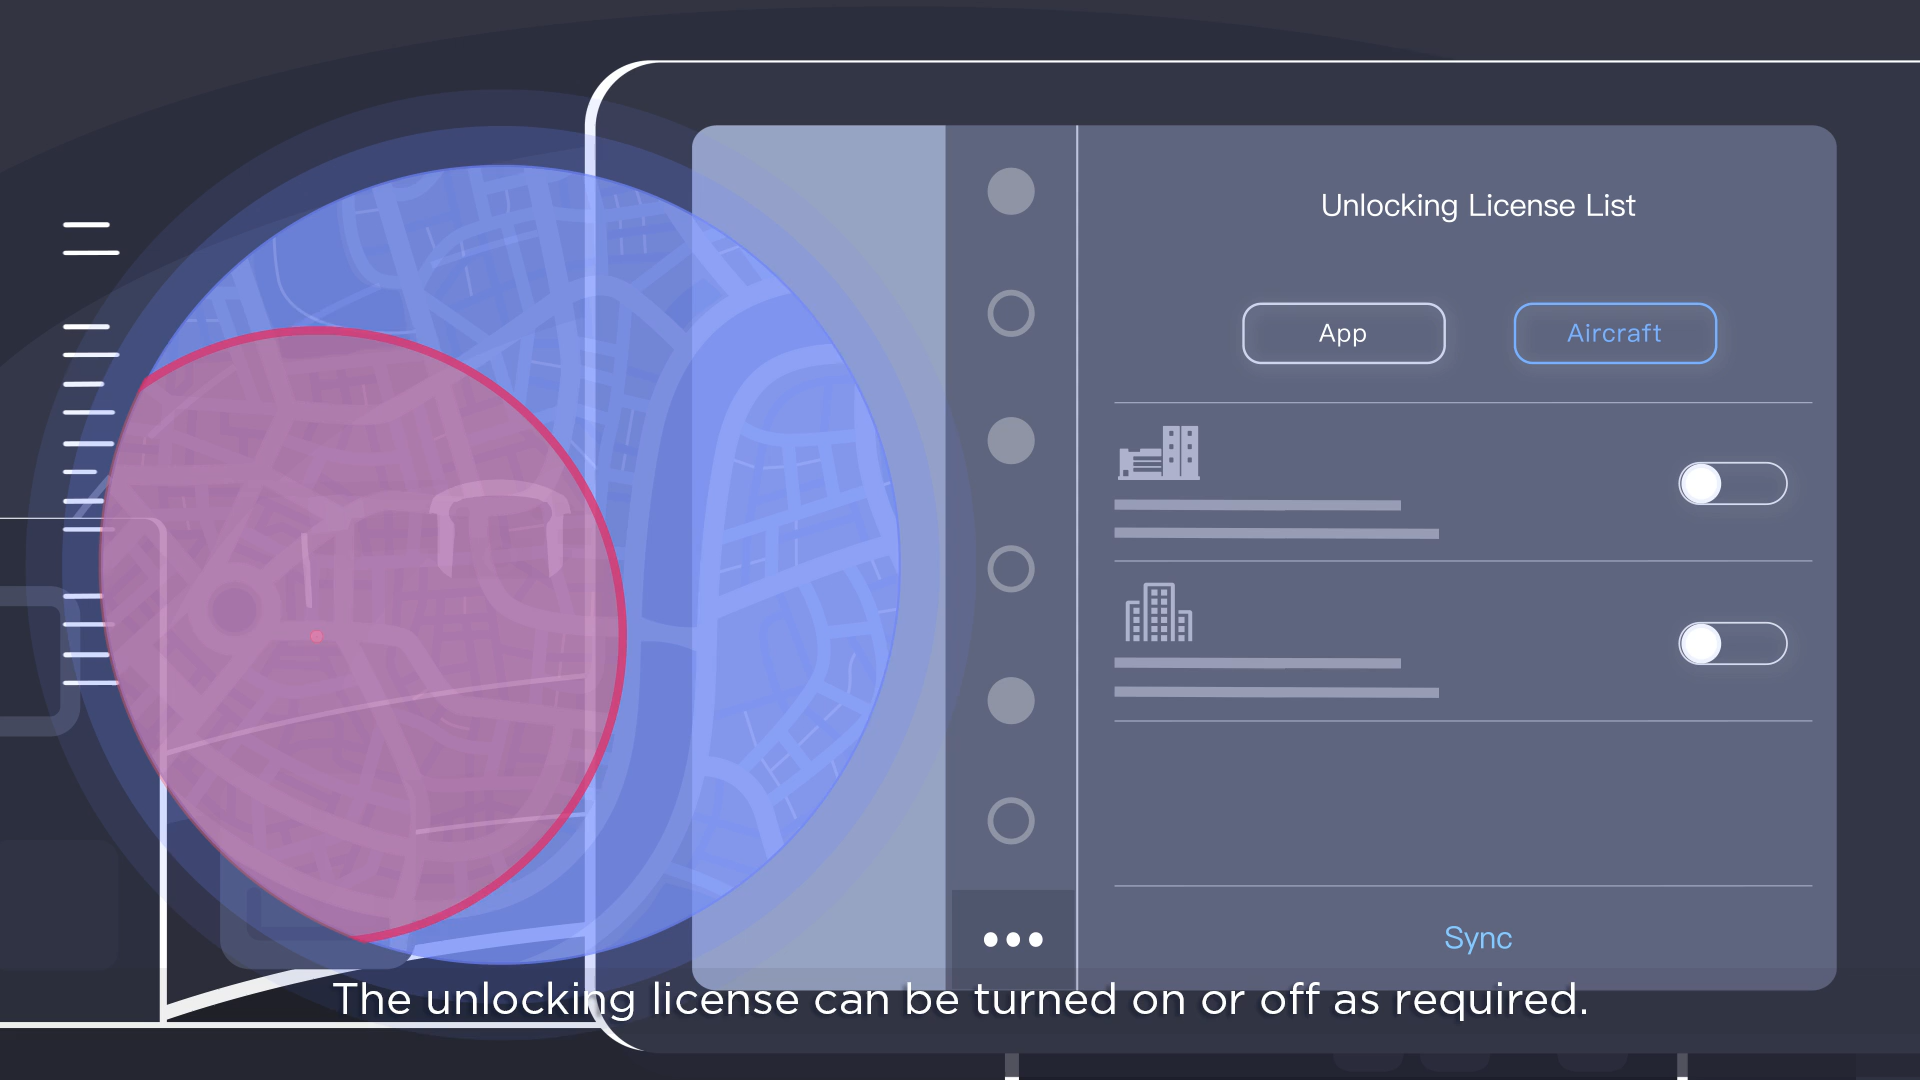 Unlocking License List
App
Aircraft
Sync
The unlocking license can be turned on or off as required.